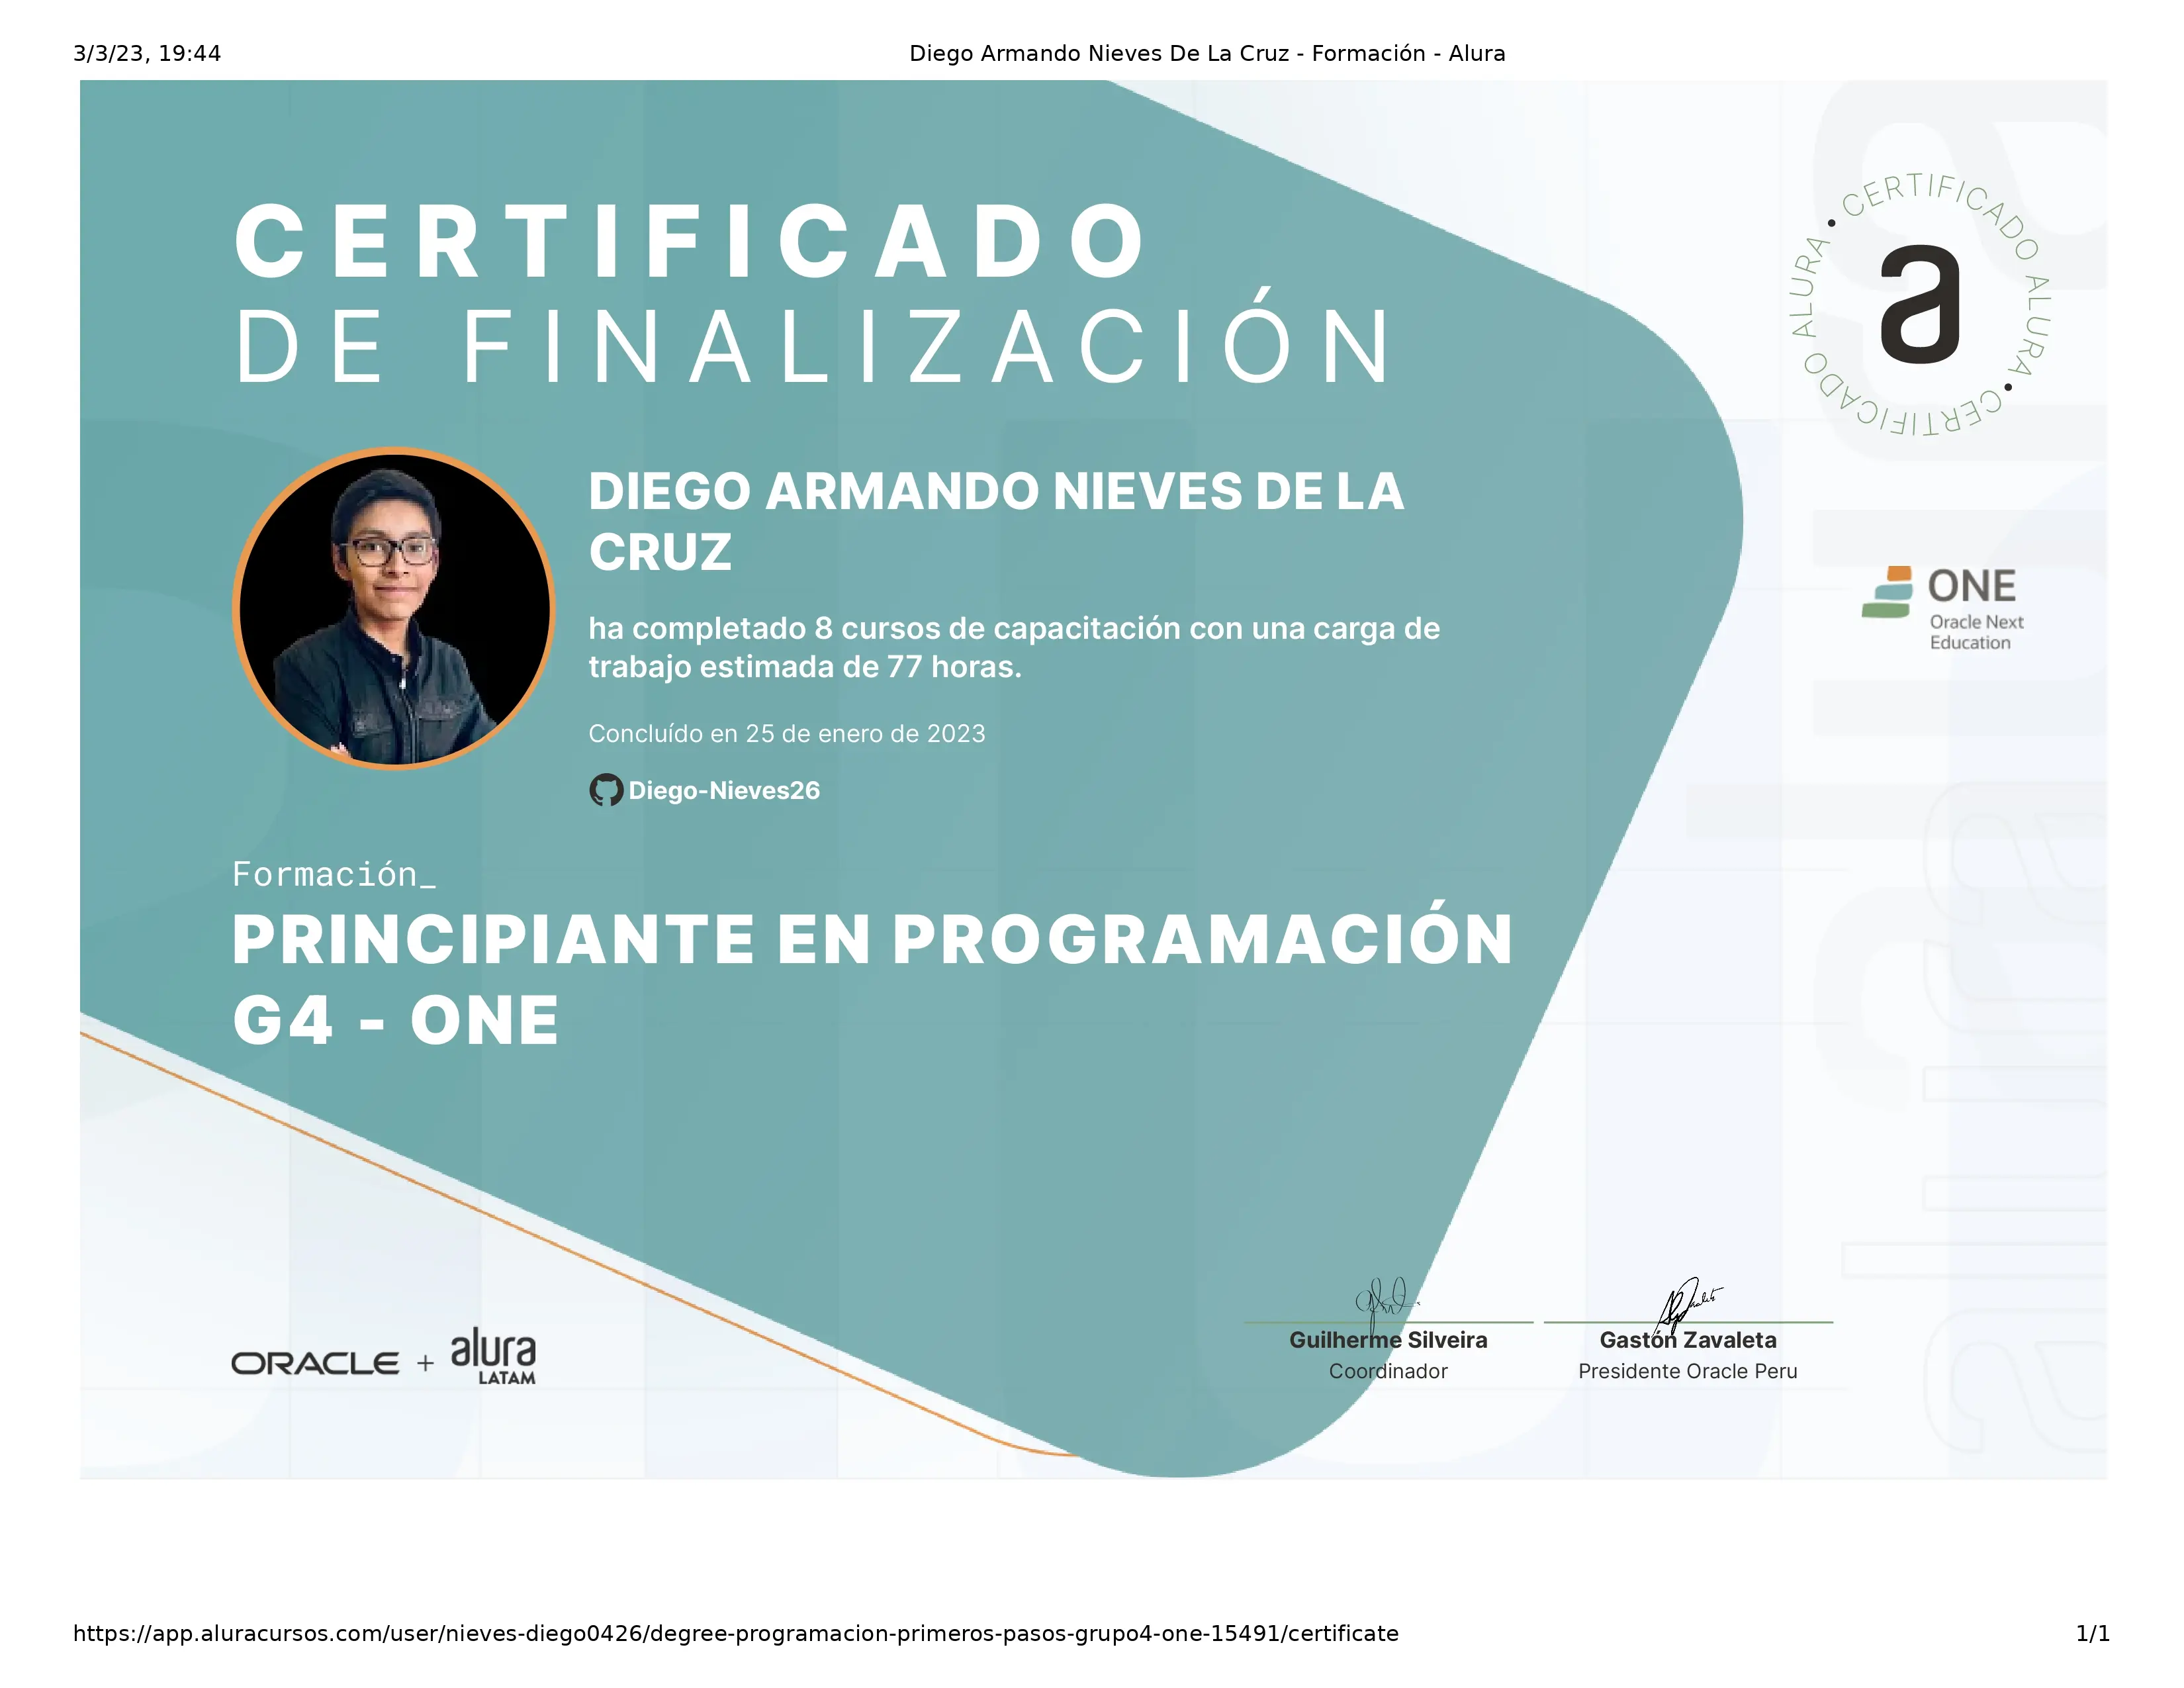 3/3/23, 19:44
Diego Armando Nieves De La Cruz - Formación - Alura
CERTIFICADO
DE FINALIZACIÓN
• CERTIFICADO ALURA • CERTIFICADO ALURA
a
DIEGO ARMANDO NIEVES DE LA
CRUZ
ha completado 8 cursos de capacitación con una carga de
trabajo estimada de 77 horas.
Concluído en 25 de enero de 2023
Diego-Nieves26
ONE
Oracle Next
Education
Formación_
PRINCIPIANTE EN PROGRAMACIÓN
G4 - ONE
ORACLE + alura
LATAM
Guilherme Silveira
Coordinador
Gastón Zavaleta
Presidente Oracle Peru
https://app.aluracursos.com/user/nieves-diego0426/degree-programacion-primeros-pasos-grupo4-one-15491/certificate
1/1